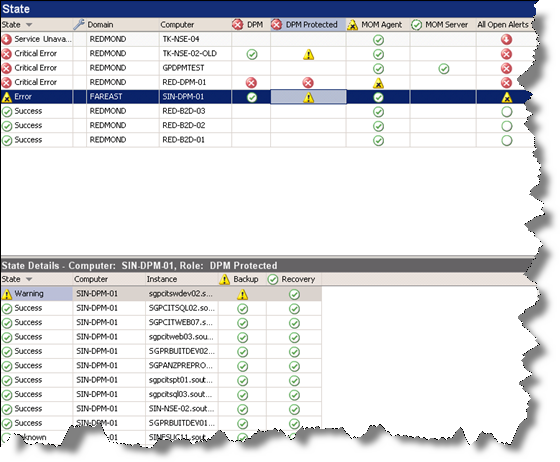 State
State Domain Computer DPM DPM Protected MOM Agent MOM Server All Open Alerts
Service Unava... REDMOND TK-NSE-04
Critical Error REDMOND TK-NSE-02-OLD
Critical Error REDMOND GPDPMTEST
Critical Error REDMOND RED-DPM-01
Error FAREAST SIN-DPM-01
Success REDMOND RED-B2D-03
Success REDMOND RED-B2D-02
Success REDMOND RED-B2D-01
State Details - Computer: SIN-DPM-01, Role: DPM Protected
State Computer Instance Backup Recovery
Warning SIN-DPM-01 sgpcitswdev02.s...
Success SIN-DPM-01 SGPCITSQL02.so...
Success SIN-DPM-01 SGPCITWEB07.s...
Success SIN-DPM-01 sgpcitweb03.sout...
Success SIN-DPM-01 SGPRBUITDEV02...
Success SIN-DPM-01 SGPANZPREPRO...
Success SIN-DPM-01 sgpcitspt01.sout...
Success SIN-DPM-01 sgpcitsql03.sout...
Success SIN-DPM-01 SIN-NSE-02.sout...
Success SIN-DPM-01 SGPRBUITDEV01...
SIN-DPM-01